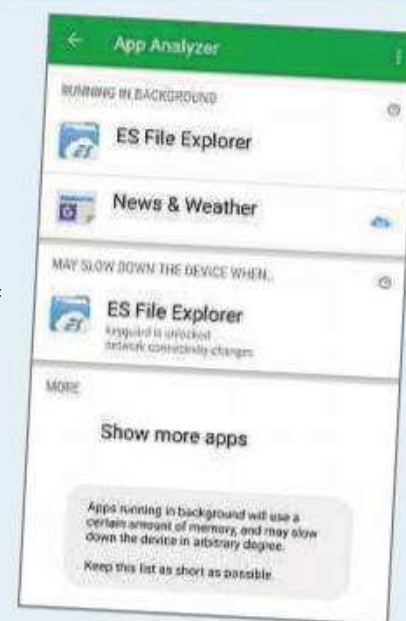 App Analyzer
RUNNING IN BACKGROUND
ES File Explorer
News & Weather
MAY SLOW DOWN THE DEVICE WHEN...
ES File Explorer
keyguard is unlocked
network connectivity changes
MORE
Show more apps
Apps running in background will use a
certain amount of memory, and may slow
down the device in arbitrary degree.
Keep this list as short as possible.